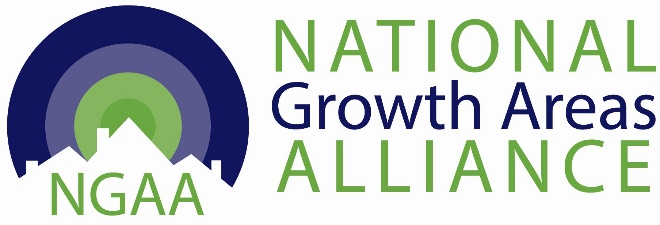 NGAA
NATIONAL
Growth Areas
ALLIANCE